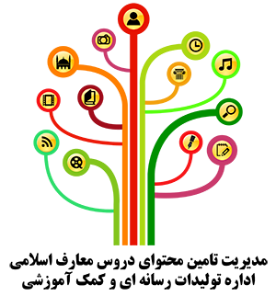 مدیریت تامین محتوای دروس معارف اسلامی
اداره تولیدات رسانه ای و کمک آموزشی